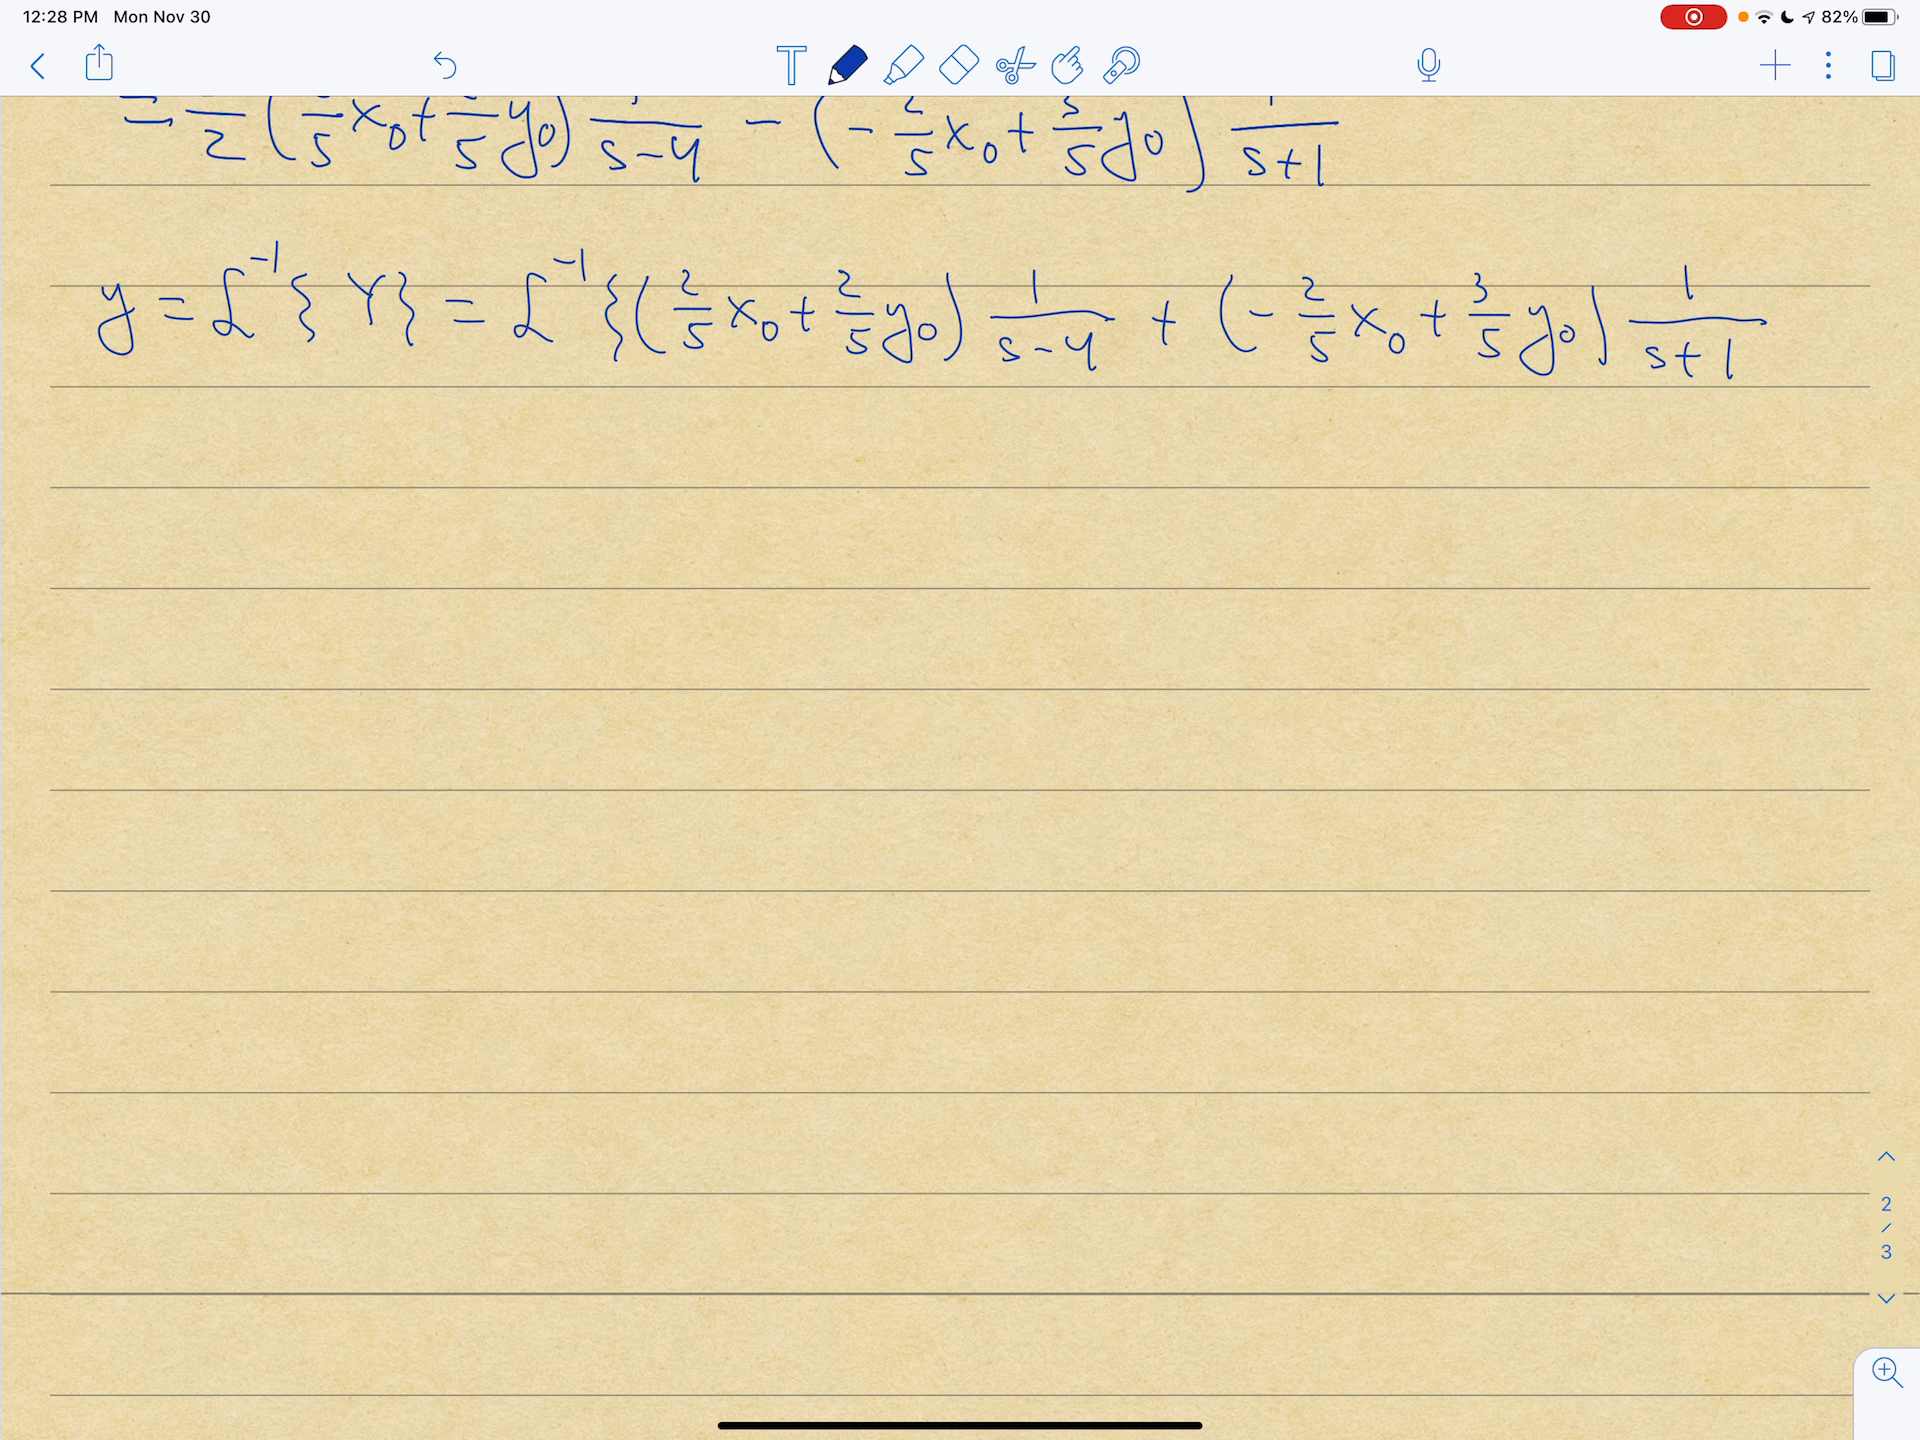 12:28 PM Mon Nov 30 82%
T
= /2 (/5 x₀ + /5 y₀) /(s-4) - (-2/5 x₀ + 3/5 y₀) 1/(s+1)
y = ℒ⁻¹{Y} = ℒ⁻¹{(2/5 x₀ + 2/5 y₀) 1/(s-4) + (-2/5 x₀ + 3/5 y₀) 1/(s+1)
2
/
3